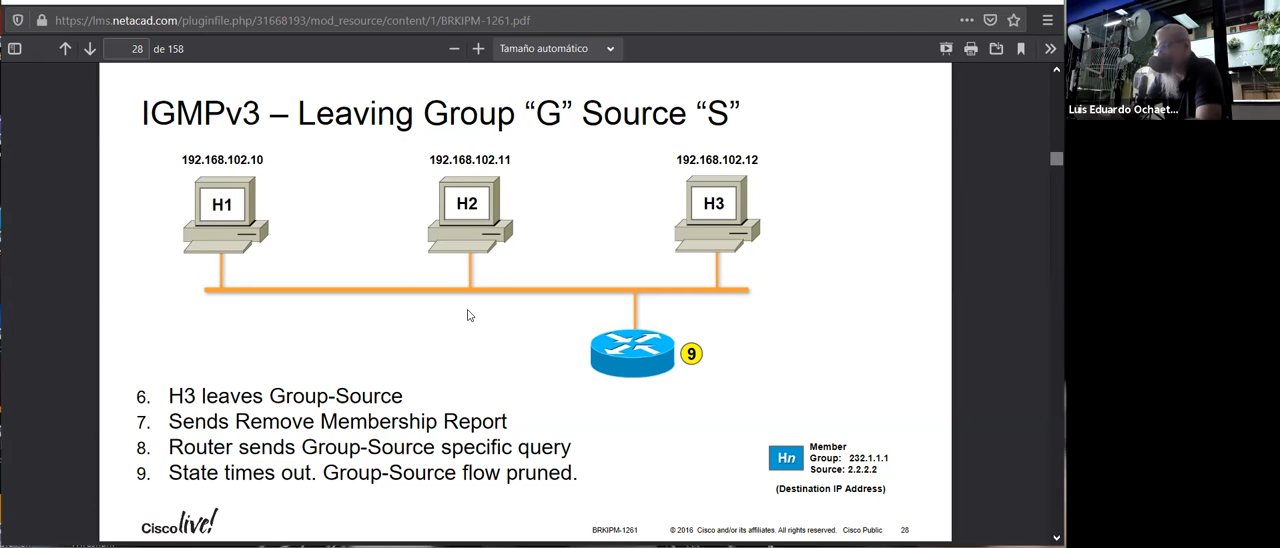 https://lms.netacad.com/pluginfile.php/31668193/mod_resource/content/1/BRKIPM-1261.pdf
28 de 158
Tamaño automático
Luis Eduardo Ochaet...
IGMPv3 – Leaving Group “G” Source “S”
192.168.102.10
192.168.102.11
192.168.102.12
H1
H2
H3
9
6. H3 leaves Group-Source
7. Sends Remove Membership Report
8. Router sends Group-Source specific query
9. State times out. Group-Source flow pruned.
Hn
Member
Group: 232.1.1.1
Source: 2.2.2.2
(Destination IP Address)
Cisco live!
BRKIPM-1261
© 2016 Cisco and/or its affiliates. All rights reserved. Cisco Public
28